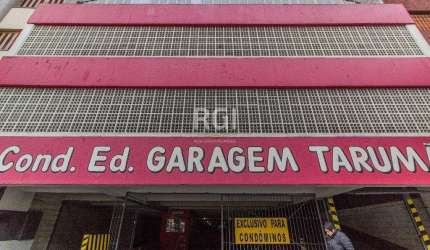 RGI
Cond. Ed. GARAGEM TARUMÃ
EXCLUSIVO PARA
CONDOMINOS